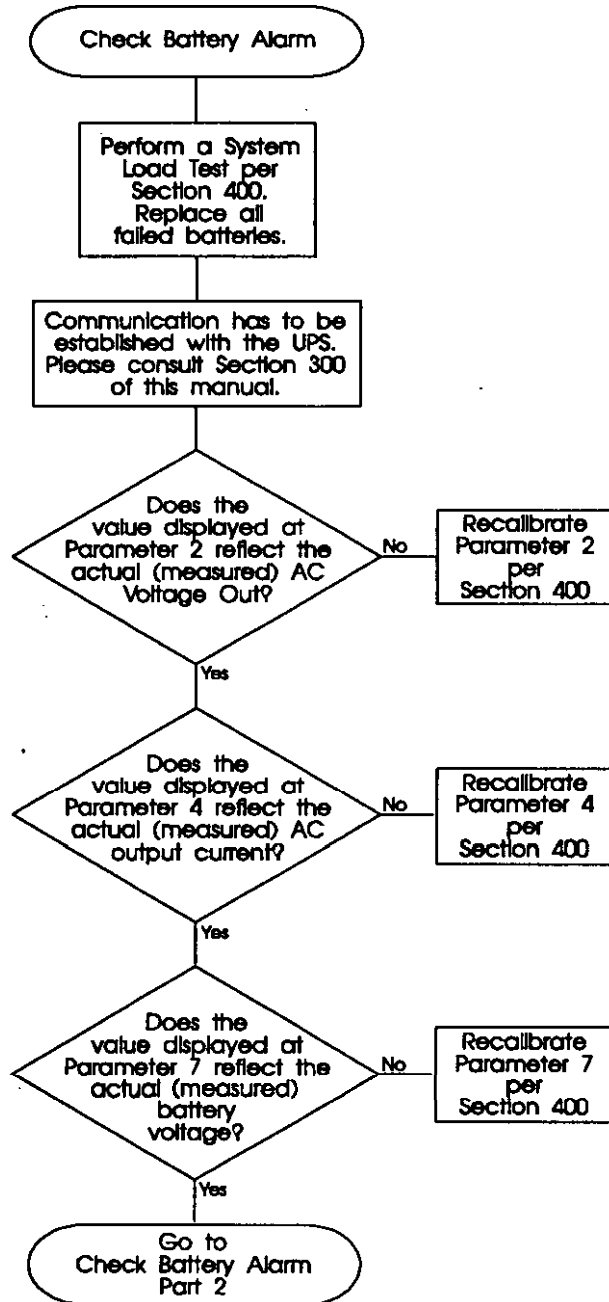 Check Battery Alarm
Perform a System
Load Test per
Section 400.
Replace all
failed batteries.
Communication has to be
established with the UPS.
Please consult Section 300
of this manual.
Does the
value displayed at
Parameter 2 reflect the
actual (measured) AC
Voltage Out?
No
Recalibrate
Parameter 2
per
Section 400
Yes
Does the
value displayed at
Parameter 4 reflect the
actual (measured) AC
output current?
No
Recalibrate
Parameter 4
per
Section 400
Yes
Does the
value displayed at
Parameter 7 reflect the
actual (measured)
battery
voltage?
No
Recalibrate
Parameter 7
per
Section 400
Yes
Go to
Check Battery Alarm
Part 2